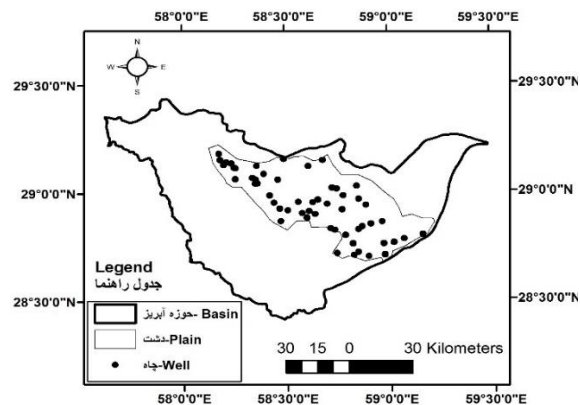 58°0'0"E 58°30'0"E 59°0'0"E 59°30'0"E
N
W E
S
29°30'0"N 29°30'0"N
29°0'0"N 29°0'0"N
28°30'0"N 28°30'0"N
Legend
جدول راهنما
حوزه آبریز - Basin
دشت-Plain
چاه-Well
30 15 0 30 Kilometers
58°0'0"E 58°30'0"E 59°0'0"E 59°30'0"E